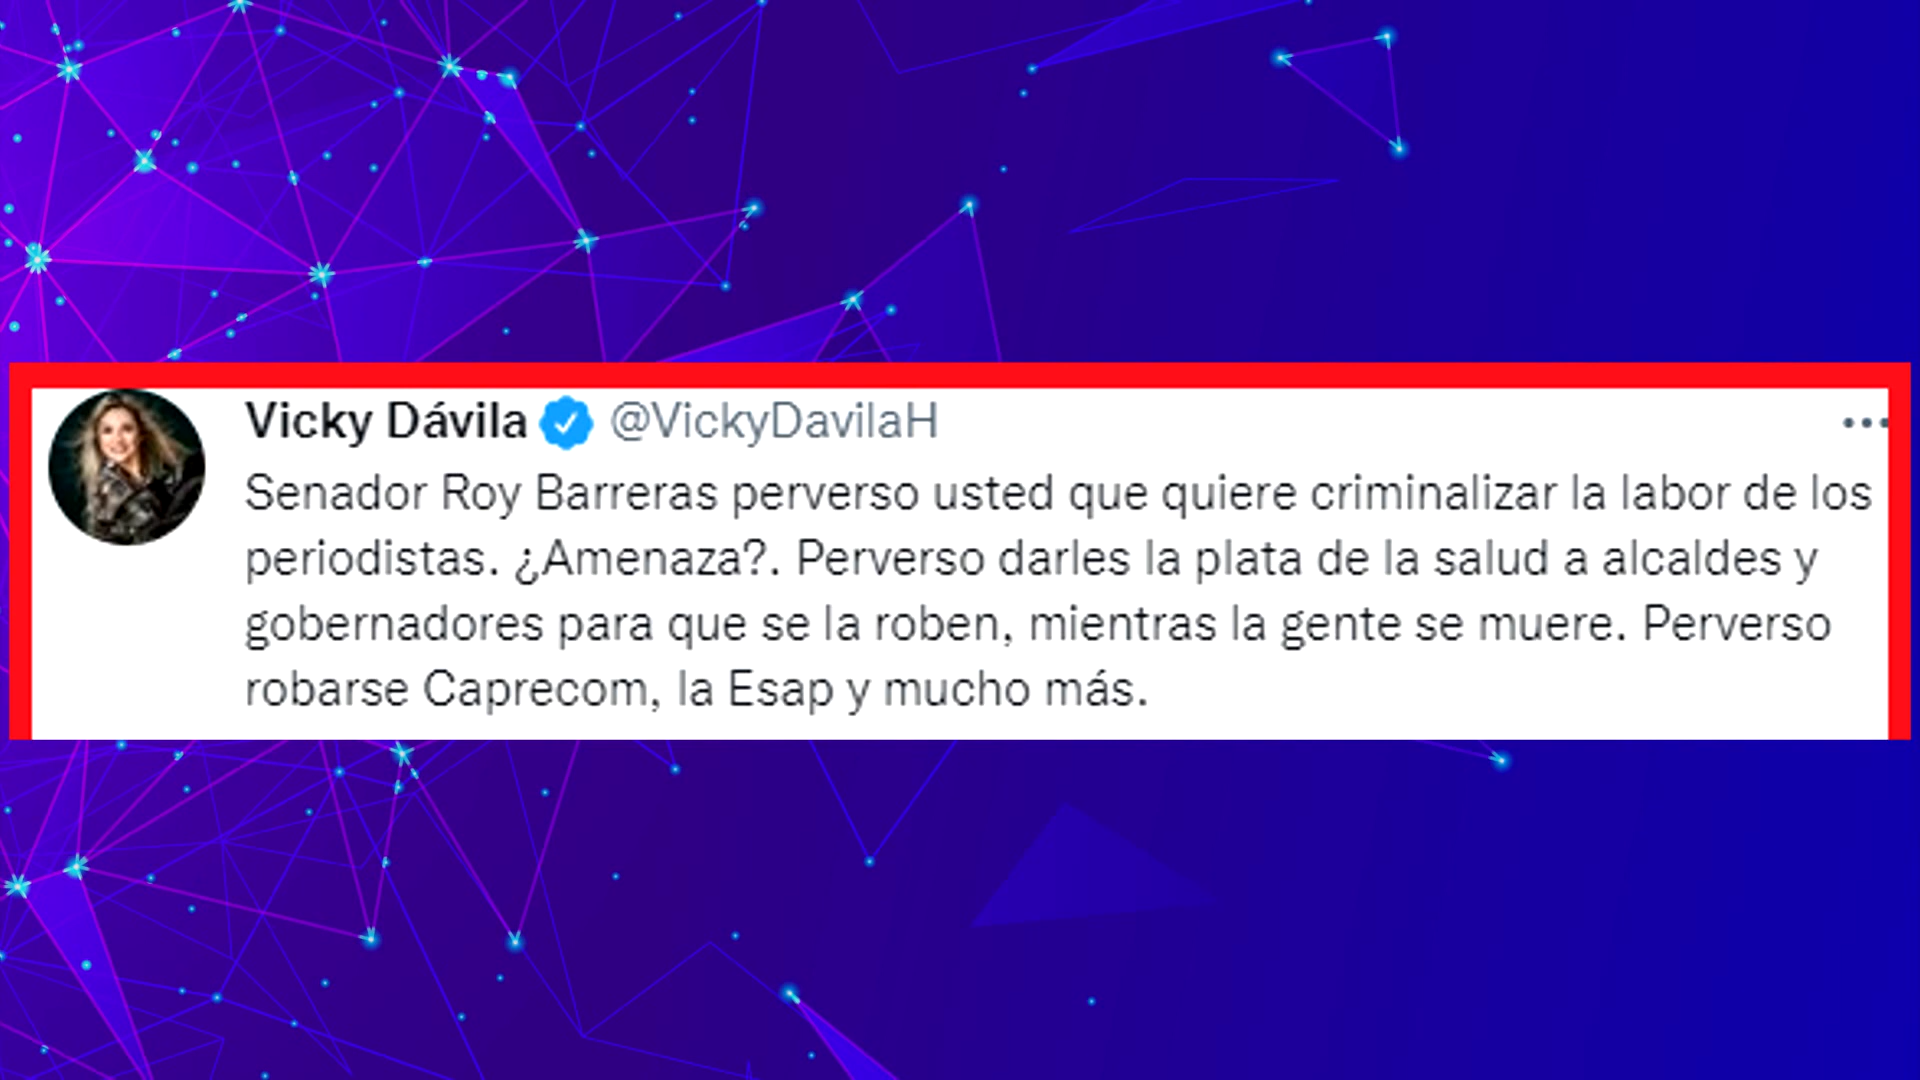 Vicky Dávila @VickyDavilaH
Senador Roy Barreras perverso usted que quiere criminalizar la labor de los
periodistas. ¿Amenaza?. Perverso darles la plata de la salud a alcaldes y
gobernadores para que se la roben, mientras la gente se muere. Perverso
robarse Caprecom, la Esap y mucho más.